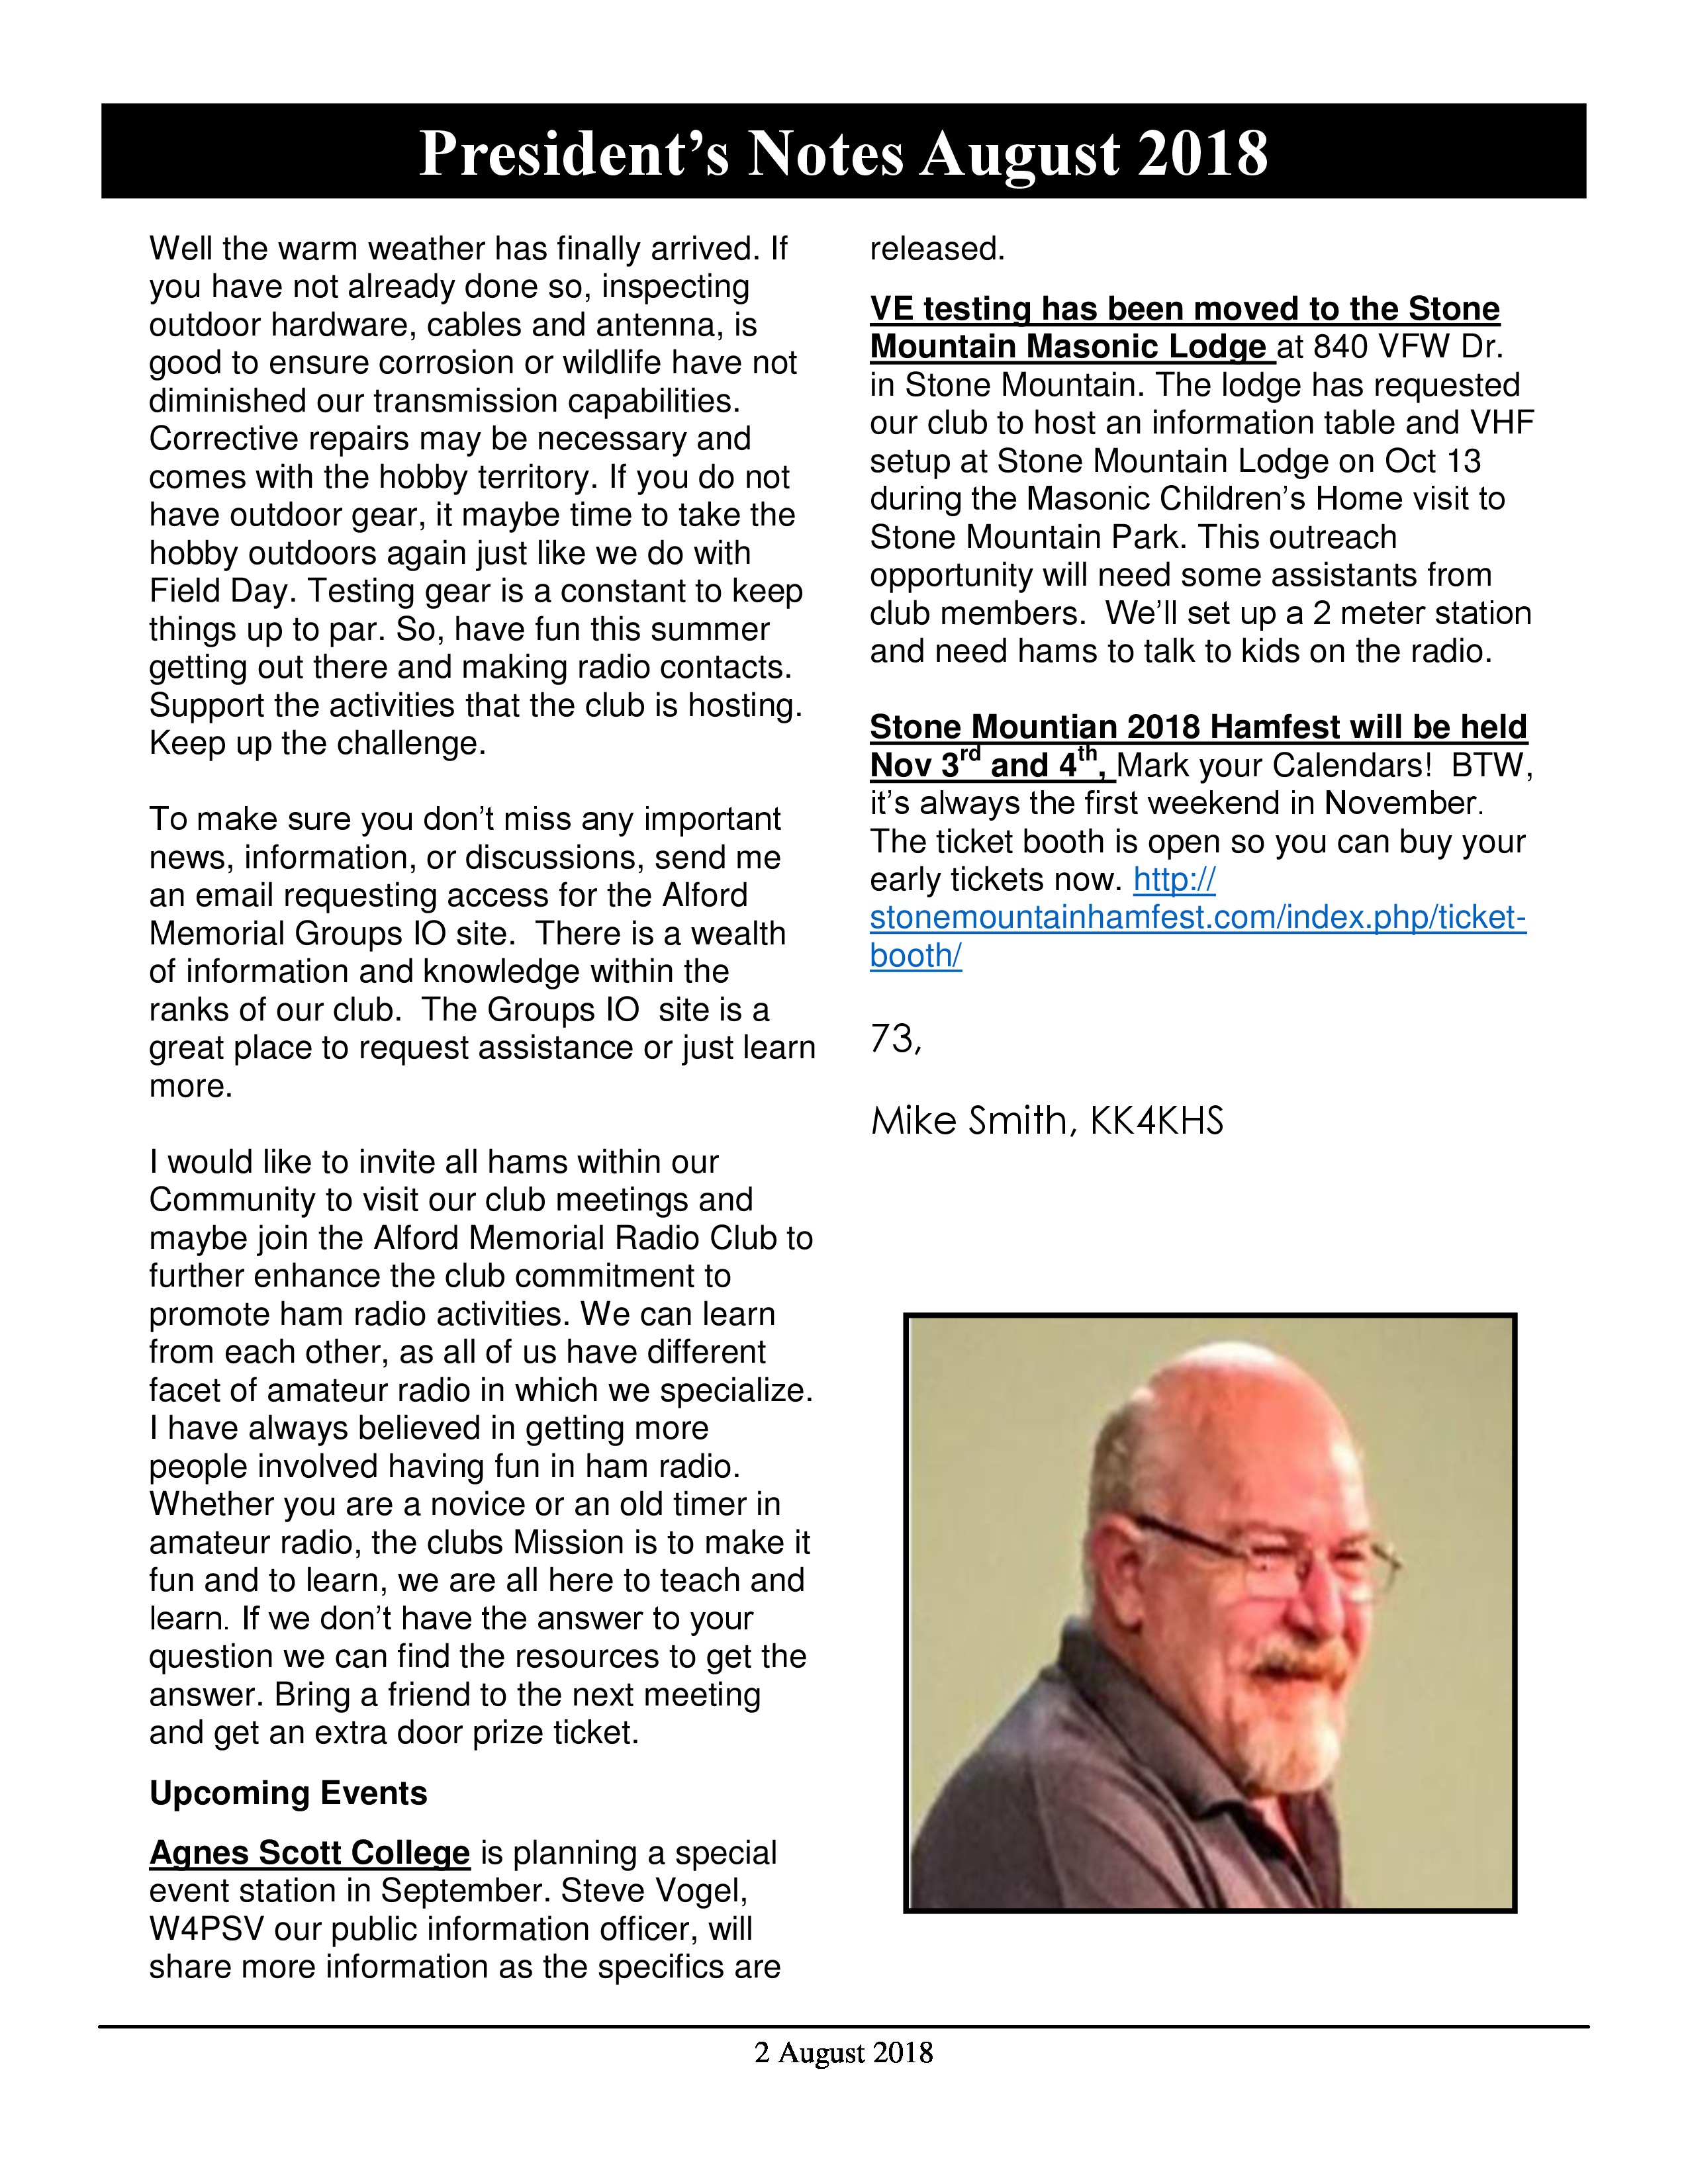 President’s Notes August 2018
Well the warm weather has finally arrived. If
you have not already done so, inspecting
outdoor hardware, cables and antenna, is
good to ensure corrosion or wildlife have not
diminished our transmission capabilities.
Corrective repairs may be necessary and
comes with the hobby territory. If you do not
have outdoor gear, it maybe time to take the
hobby outdoors again just like we do with
Field Day. Testing gear is a constant to keep
things up to par. So, have fun this summer
getting out there and making radio contacts.
Support the activities that the club is hosting.
Keep up the challenge.
To make sure you don’t miss any important
news, information, or discussions, send me
an email requesting access for the Alford
Memorial Groups IO site.  There is a wealth
of information and knowledge within the
ranks of our club.  The Groups IO  site is a
great place to request assistance or just learn
more.
I would like to invite all hams within our
Community to visit our club meetings and
maybe join the Alford Memorial Radio Club to
further enhance the club commitment to
promote ham radio activities. We can learn
from each other, as all of us have different
facet of amateur radio in which we specialize.
I have always believed in getting more
people involved having fun in ham radio.
Whether you are a novice or an old timer in
amateur radio, the clubs Mission is to make it
fun and to learn, we are all here to teach and
learn. If we don’t have the answer to your
question we can find the resources to get the
answer. Bring a friend to the next meeting
and get an extra door prize ticket.
Upcoming Events
Agnes Scott College is planning a special
event station in September. Steve Vogel,
W4PSV our public information officer, will
share more information as the specifics are
released.
VE testing has been moved to the Stone
Mountain Masonic Lodge at 840 VFW Dr.
in Stone Mountain. The lodge has requested
our club to host an information table and VHF
setup at Stone Mountain Lodge on Oct 13
during the Masonic Children’s Home visit to
Stone Mountain Park. This outreach
opportunity will need some assistants from
club members.  We’ll set up a 2 meter station
and need hams to talk to kids on the radio.
Stone Mountian 2018 Hamfest will be held
Nov 3rd and 4th, Mark your Calendars!  BTW,
it’s always the first weekend in November.
The ticket booth is open so you can buy your
early tickets now. http://
stonemountainhamfest.com/index.php/ticket-
booth/
73,
Mike Smith, KK4KHS
2 August 2018